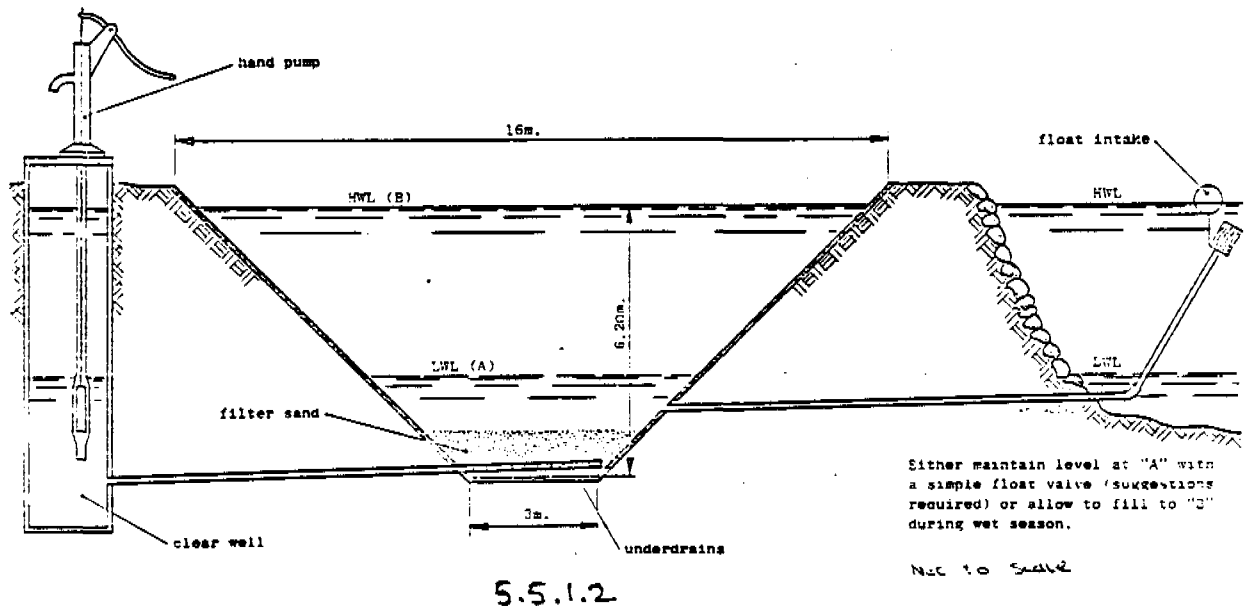 hand pump
16m.
float intake
HWL (B)
HWL
6.20m.
LWL (A)
LWL
filter sand
Either maintain level at "A" with
a simple float valve (suggestions
required) or allow to fill to "B"
during wet season.
3m.
clear well
underdrains
Not to Scale
5.5.1.2